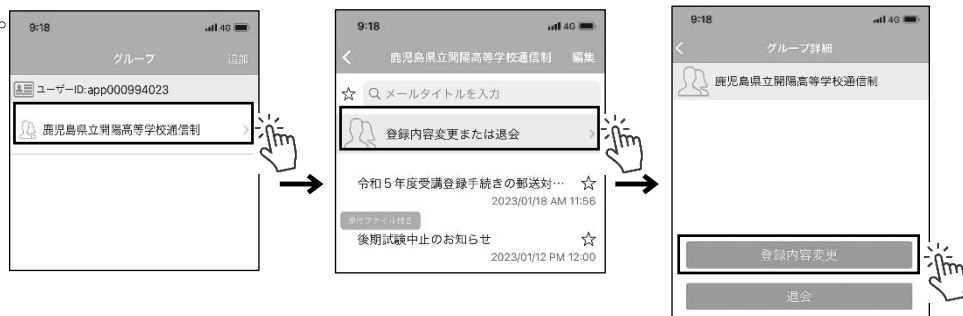 。
9:18 4G
グループ 追加
ユーザーID:app000994023
鹿児島県立開陽高等学校通信制
9:18 4G
鹿児島県立開陽高等学校通信制 編集
メールタイトルを入力
登録内容変更または退会
令和5年度受講登録手続きの郵送対…
2023/01/18 AM 11:56
添付ファイル付き
後期試験中止のお知らせ
2023/01/12 PM 12:00
9:18 4G
グループ詳細
鹿児島県立開陽高等学校通信制
登録内容変更
退会